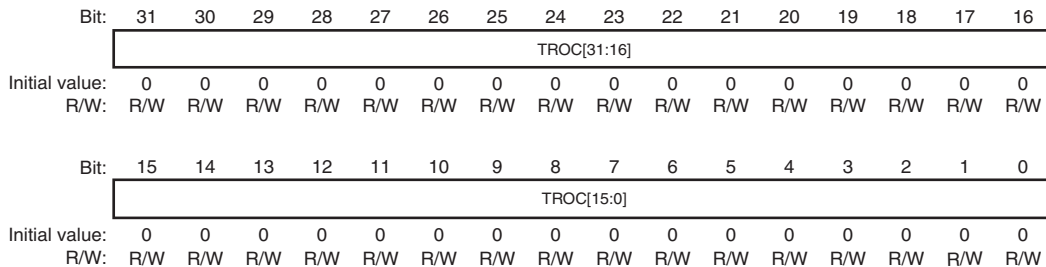 Bit: 31 30 29 28 27 26 25 24 23 22 21 20 19 18 17 16
TROC[31:16]
Initial value: 0 0 0 0 0 0 0 0 0 0 0 0 0 0 0 0
R/W: R/W R/W R/W R/W R/W R/W R/W R/W R/W R/W R/W R/W R/W R/W R/W R/W
Bit: 15 14 13 12 11 10 9 8 7 6 5 4 3 2 1 0
TROC[15:0]
Initial value: 0 0 0 0 0 0 0 0 0 0 0 0 0 0 0 0
R/W: R/W R/W R/W R/W R/W R/W R/W R/W R/W R/W R/W R/W R/W R/W R/W R/W